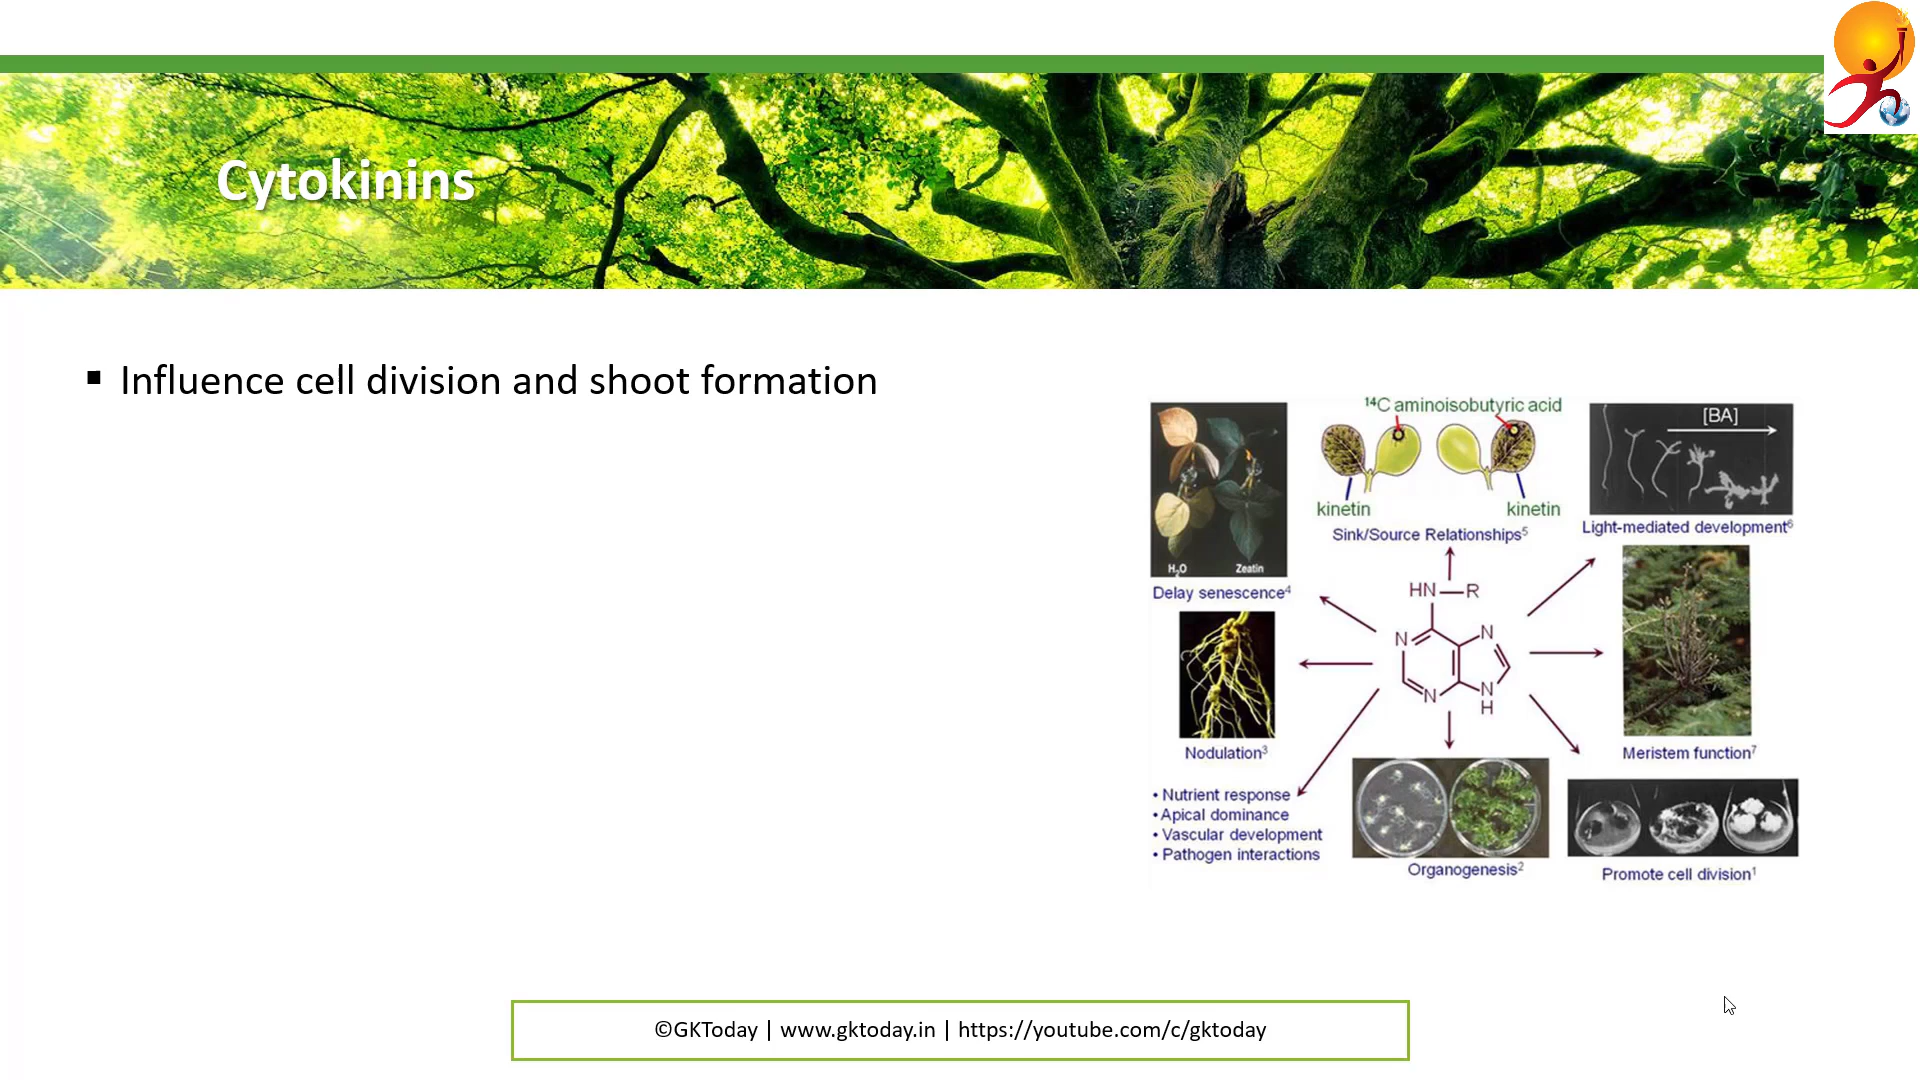 Cytokinins
▪ Influence cell division and shoot formation
¹⁴C aminoisobutyric acid
kinetin
kinetin
Sink/Source Relationships⁵
[BA]
Light-mediated development⁶
H₂O
Zeatin
Delay senescence⁴
HN—R
N
N
N
N
H
Nodulation³
Meristem function⁷
• Nutrient response
• Apical dominance
• Vascular development
• Pathogen interactions
Organogenesis²
Promote cell division¹
©GKToday | www.gktoday.in | https://youtube.com/c/gktoday